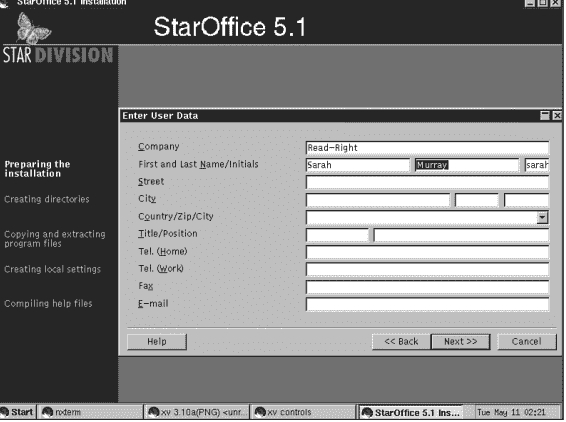 StarOffice 5.1 Installation
StarOffice 5.1
STAR DIVISION
Enter User Data
Company Read-Right
First and Last Name/Initials Sarah Murray sarah
Street
City
Country/Zip/City
Title/Position
Tel. (Home)
Tel. (Work)
Fax
E-mail
Preparing the
installation
Creating directories
Copying and extracting
program files
Creating local settings
Compiling help files
Help << Back Next >> Cancel
Start nxterm xv 3.10a(PNG) <unr... xv controls StarOffice 5.1 Ins... Tue May 11 02:21